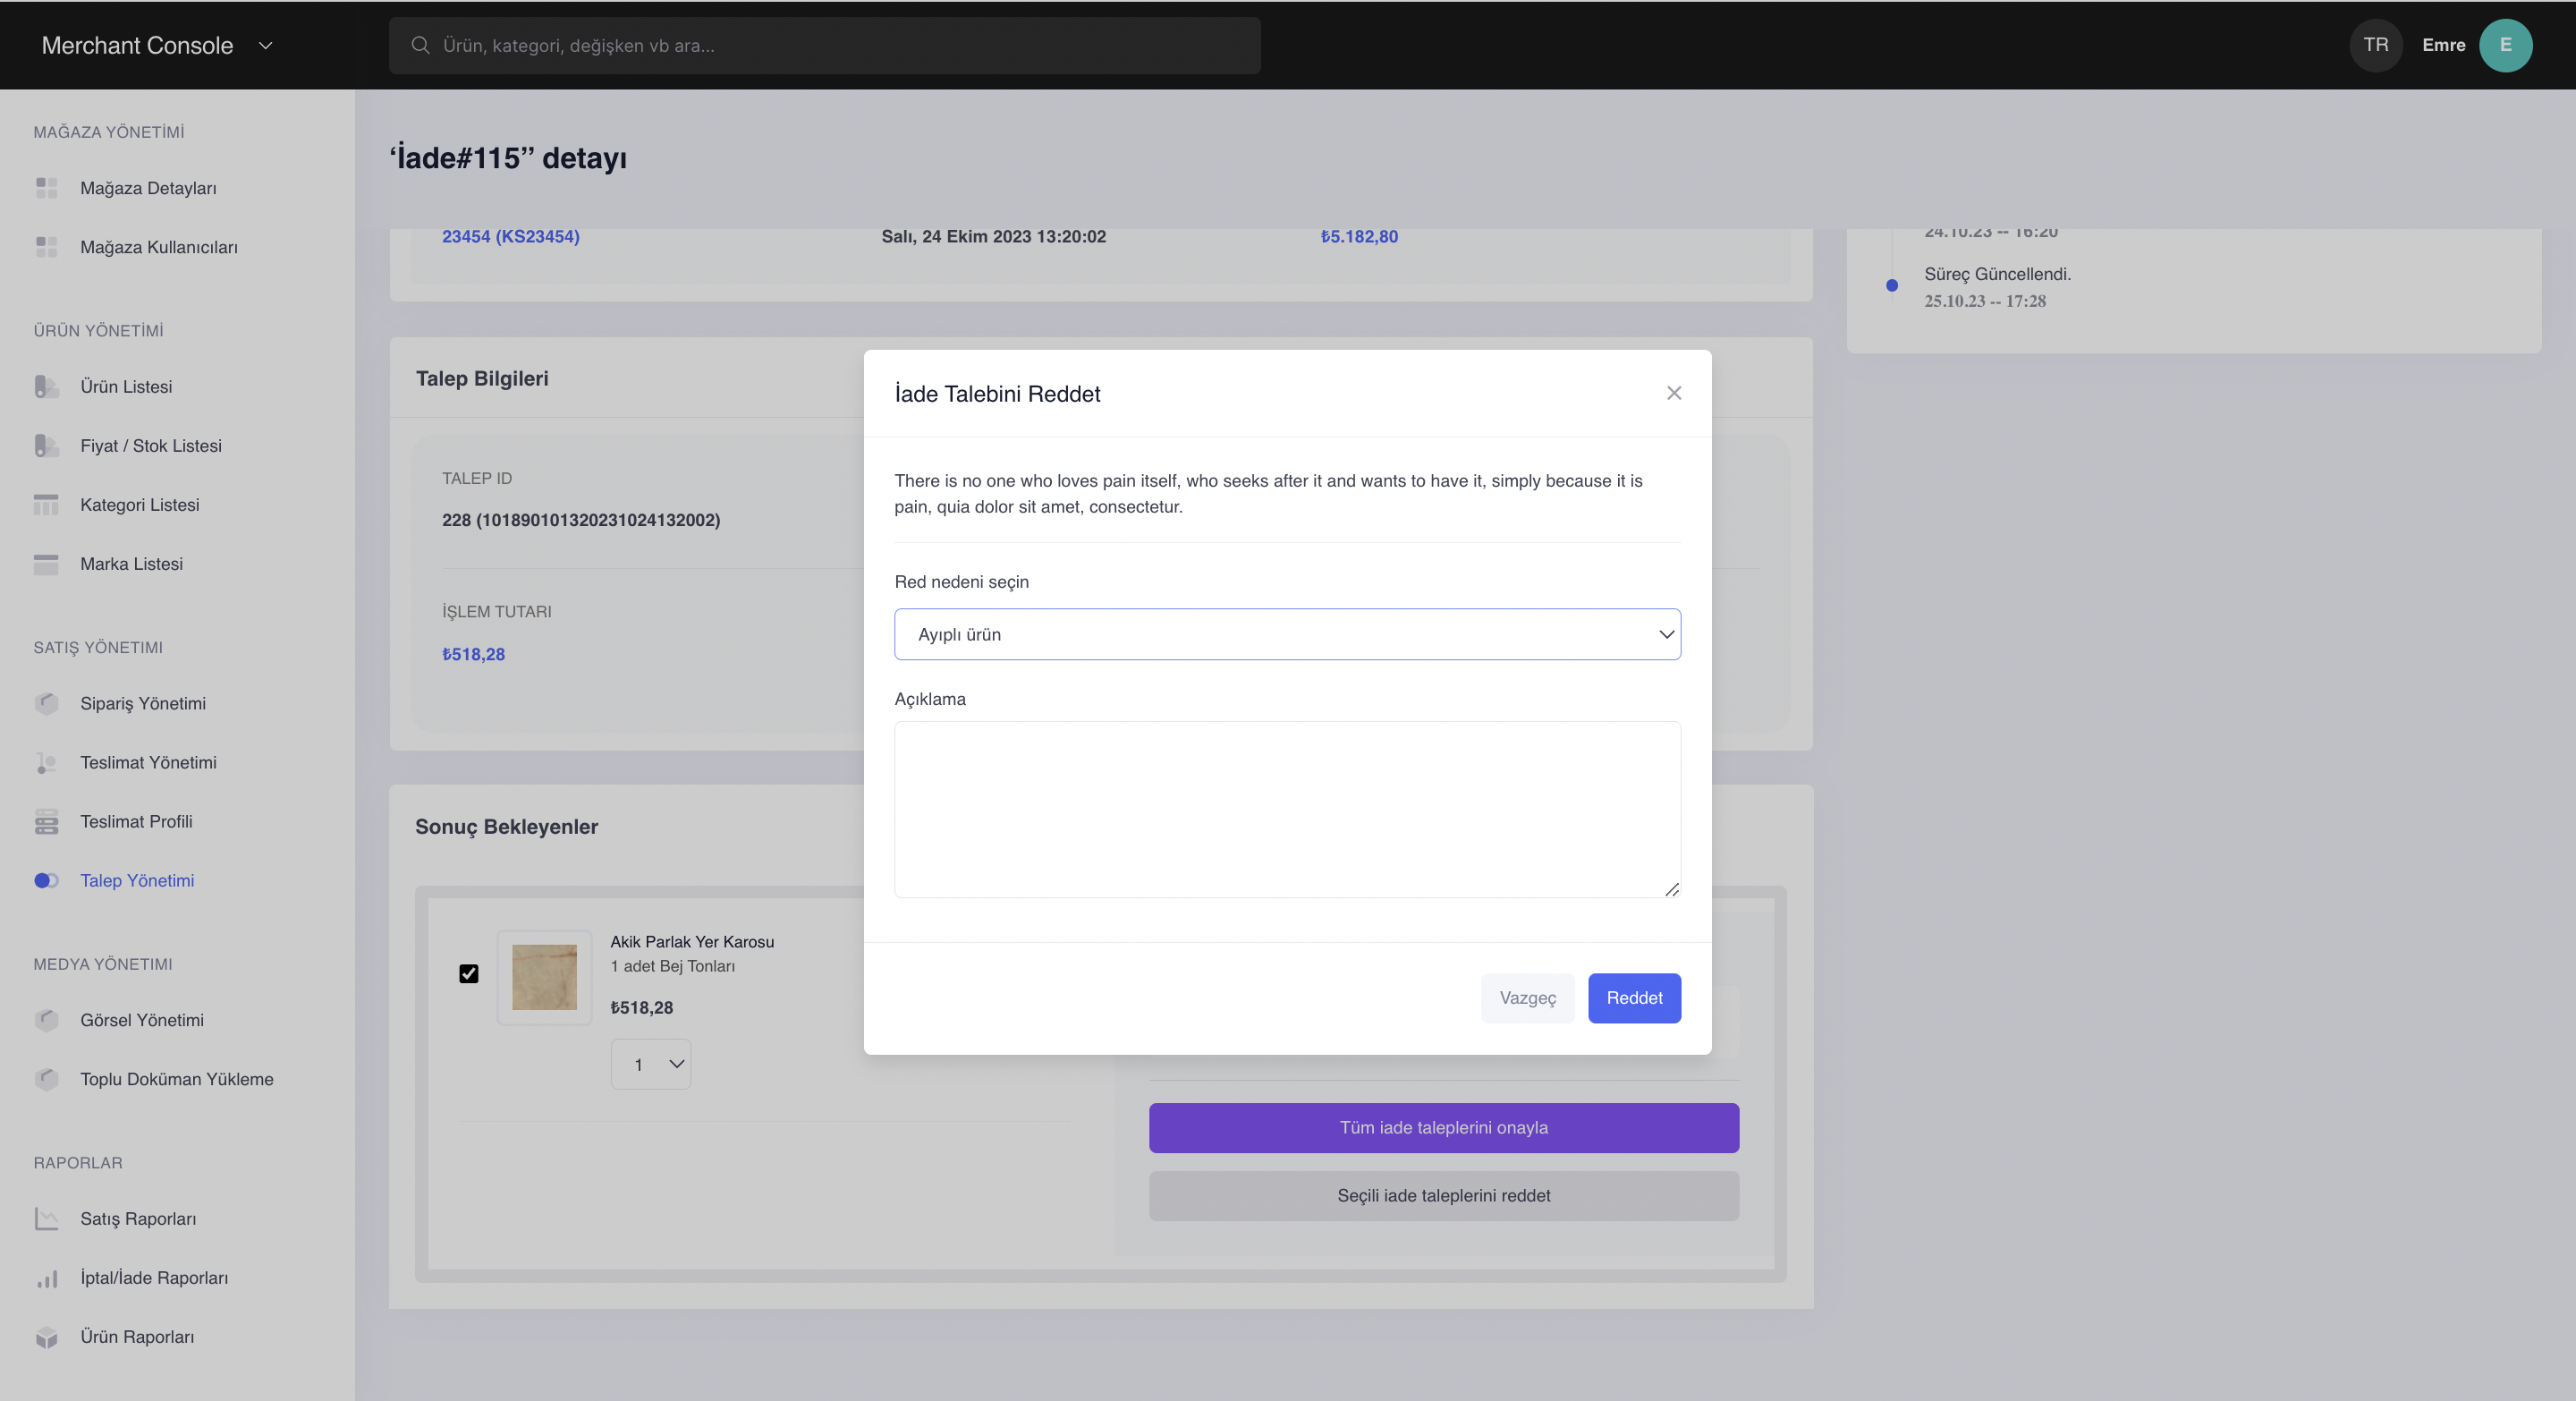 Merchant Console
Ürün, kategori, değişken vb ara...
TR
Emre
E
MAĞAZA YÖNETİMİ
Mağaza Detayları
Mağaza Kullanıcıları
ÜRÜN YÖNETİMİ
Ürün Listesi
Fiyat / Stok Listesi
Kategori Listesi
Marka Listesi
SATIŞ YÖNETIMI
Sipariş Yönetimi
Teslimat Yönetimi
Teslimat Profili
Talep Yönetimi
MEDYA YÖNETIMI
Görsel Yönetimi
Toplu Doküman Yükleme
RAPORLAR
Satış Raporları
İptal/İade Raporları
Ürün Raporları
‘İade#115’’ detayı
23454 (KS23454)
Salı, 24 Ekim 2023 13:20:02
₺5.182,80
24.10.23 -- 16:20
Süreç Güncellendi.
25.10.23 -- 17:28
Talep Bilgileri
TALEP ID
228 (101890101320231024132002)
İŞLEM TUTARI
₺518,28
Sonuç Bekleyenler
Akik Parlak Yer Karosu
1 adet Bej Tonları
₺518,28
1
Tüm iade taleplerini onayla
Seçili iade taleplerini reddet
İade Talebini Reddet
There is no one who loves pain itself, who seeks after it and wants to have it, simply because it is
pain, quia dolor sit amet, consectetur.
Red nedeni seçin
Ayıplı ürün
Açıklama
Vazgeç
Reddet